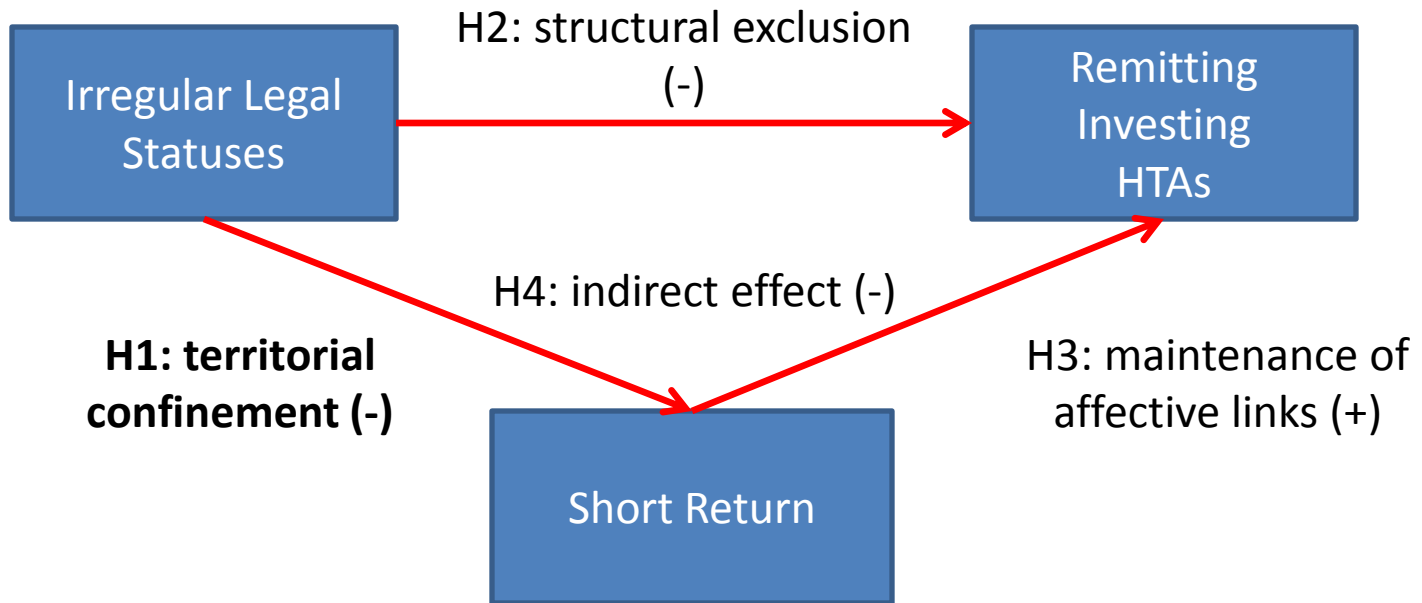 H2: structural exclusion
(-)
Irregular Legal
Statuses
Remitting
Investing
HTAs
H4: indirect effect (-)
H1: territorial
confinement (-)
H3: maintenance of
affective links (+)
Short Return